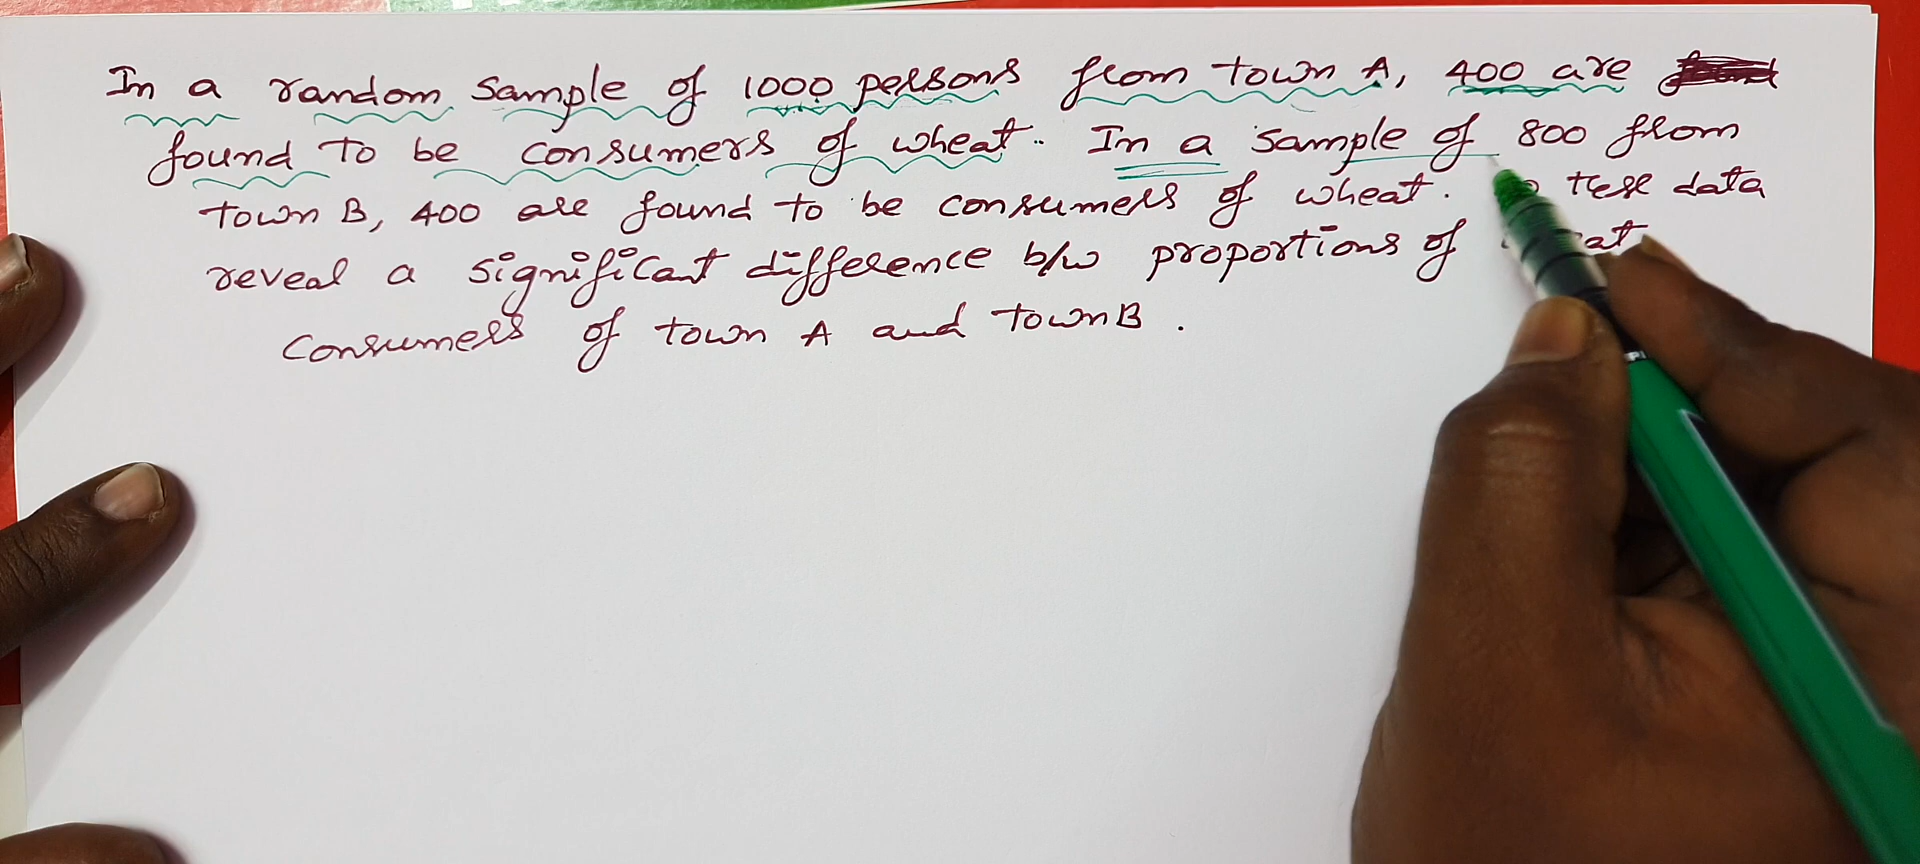 In a random sample of 1000 persons from town A, 400 are
found to be consumers of wheat. In a sample of 800 from
town B, 400 are found to be consumers of wheat. these data
reveal a significant difference b/w proportions of
consumers of town A and town B.